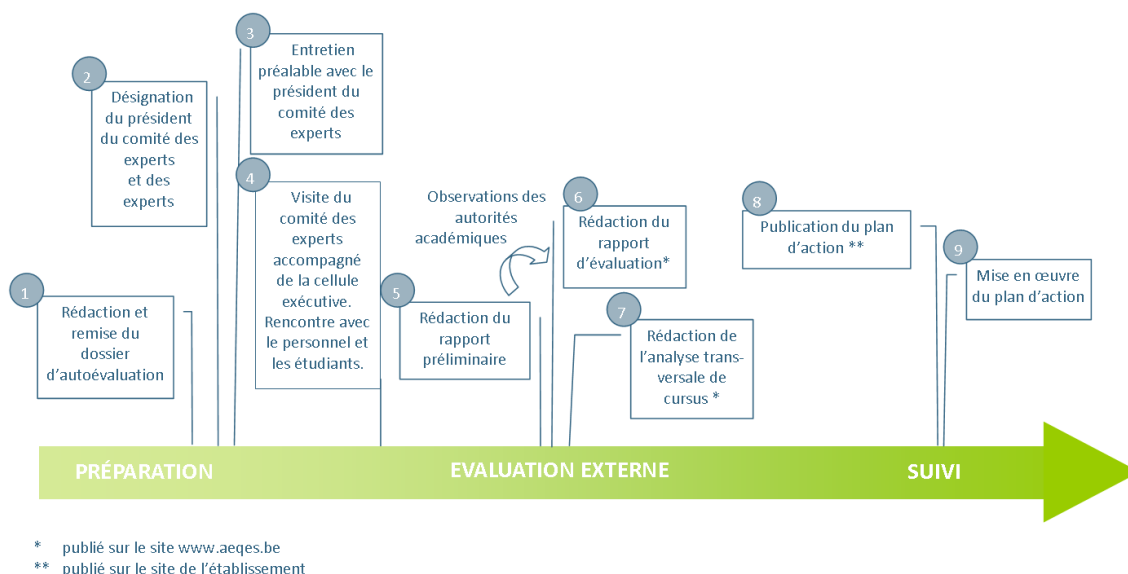 1
Rédaction et
remise du
dossier
d'autoévaluation
2
Désignation
du président
du comité des
experts
et des
experts
3
Entretien
préalable avec le
président du
comité des
experts
4
Visite du
comité des
experts
accompagné
de la cellule
exécutive.
Rencontre avec
le personnel et
les étudiants.
5
Rédaction du
rapport
préliminaire
Observations des
autorités
académiques
6
Rédaction du
rapport
d'évaluation*
7
Rédaction de
l'analyse trans-
versale de
cursus *
8
Publication du plan
d'action **
9
Mise en œuvre
du plan d'action
PRÉPARATION
EVALUATION EXTERNE
SUIVI
* publié sur le site www.aeqes.be
** publié sur le site de l'établissement